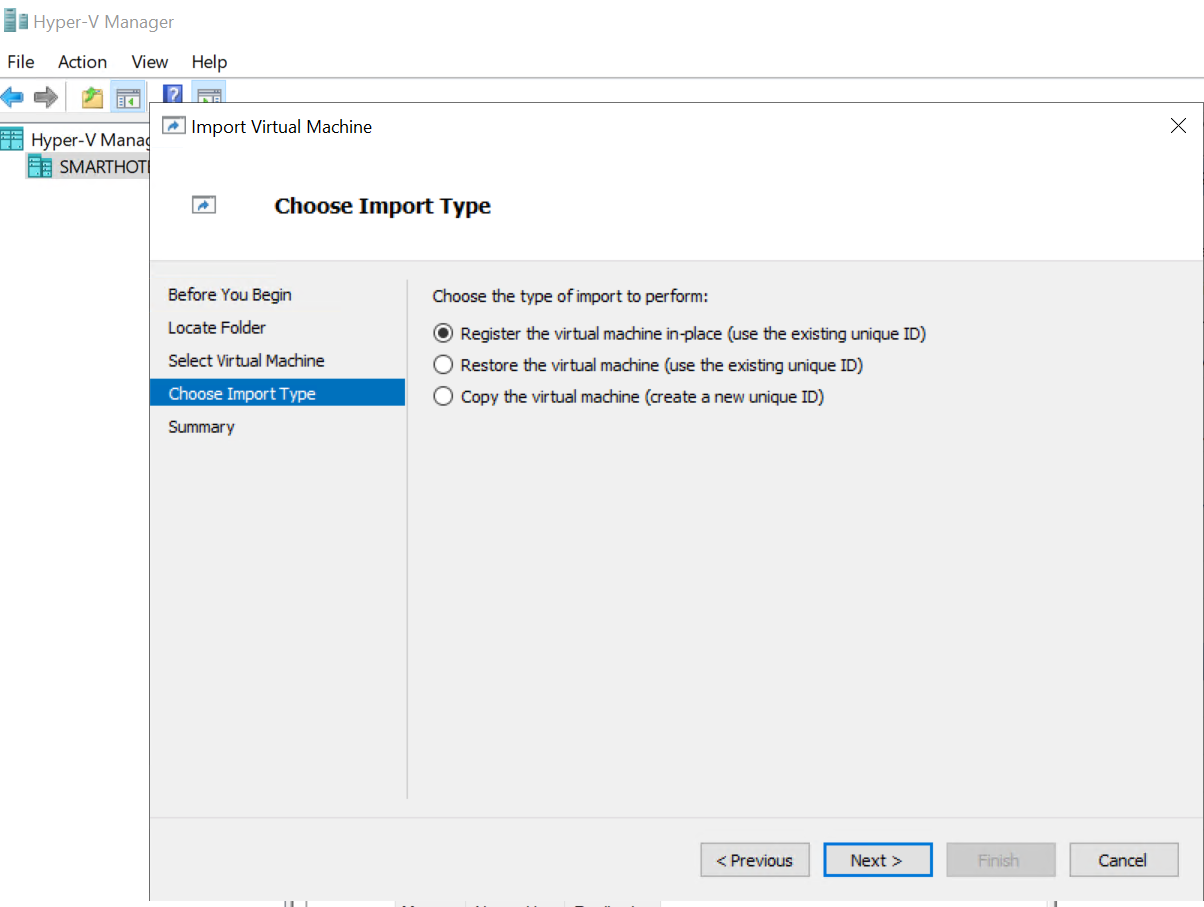 Hyper-V Manager
File Action View Help
Import Virtual Machine
Hyper-V Manag
SMARTHOT
Choose Import Type
Before You Begin
Locate Folder
Select Virtual Machine
Choose Import Type
Summary
Choose the type of import to perform:
Register the virtual machine in-place (use the existing unique ID)
Restore the virtual machine (use the existing unique ID)
Copy the virtual machine (create a new unique ID)
< Previous Next > Finish Cancel